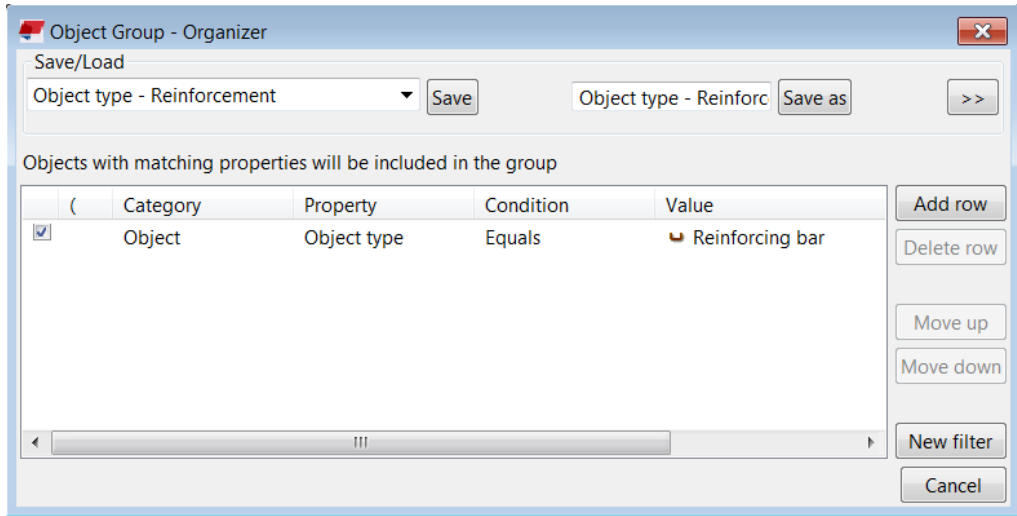 Object Group - Organizer
Save/Load
Object type - Reinforcement Save Object type - Reinforc Save as >>
Objects with matching properties will be included in the group
( Category Property Condition Value Add row
Object Object type Equals Reinforcing bar
Delete row
Move up
Move down
New filter
Cancel